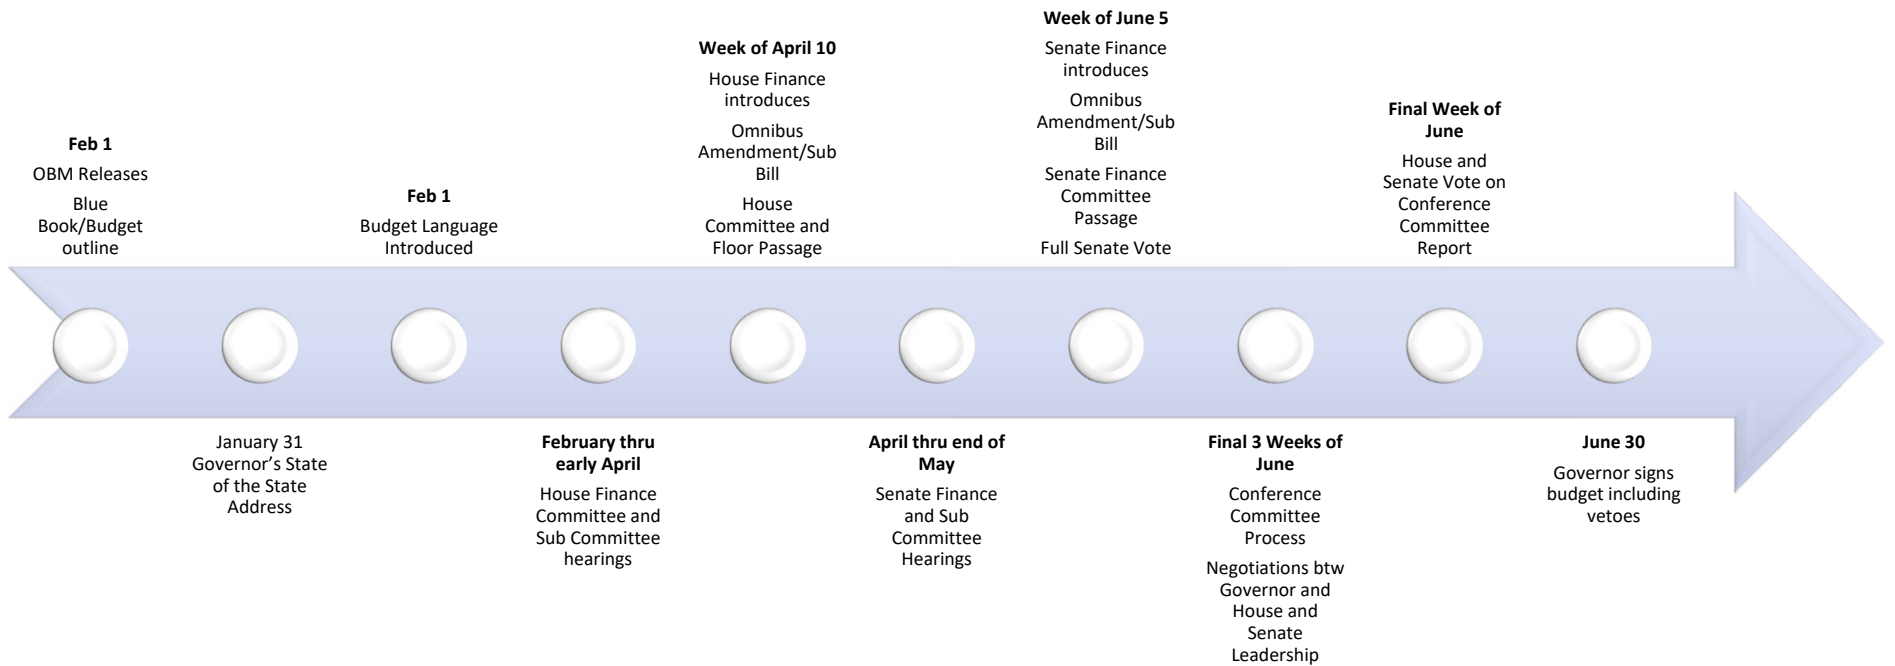 Feb 1
OBM Releases
Blue
Book/Budget
outline
January 31
Governor’s State
of the State
Address
Feb 1
Budget Language
Introduced
February thru
early April
House Finance
Committee and
Sub Committee
hearings
Week of April 10
House Finance
introduces
Omnibus
Amendment/Sub
Bill
House
Committee and
Floor Passage
April thru end of
May
Senate Finance
and Sub
Committee
Hearings
Week of June 5
Senate Finance
introduces
Omnibus
Amendment/Sub
Bill
Senate Finance
Committee
Passage
Full Senate Vote
Final 3 Weeks of
June
Conference
Committee
Process
Negotiations btw
Governor and
House and
Senate
Leadership
Final Week of
June
House and
Senate Vote on
Conference
Committee
Report
June 30
Governor signs
budget including
vetoes